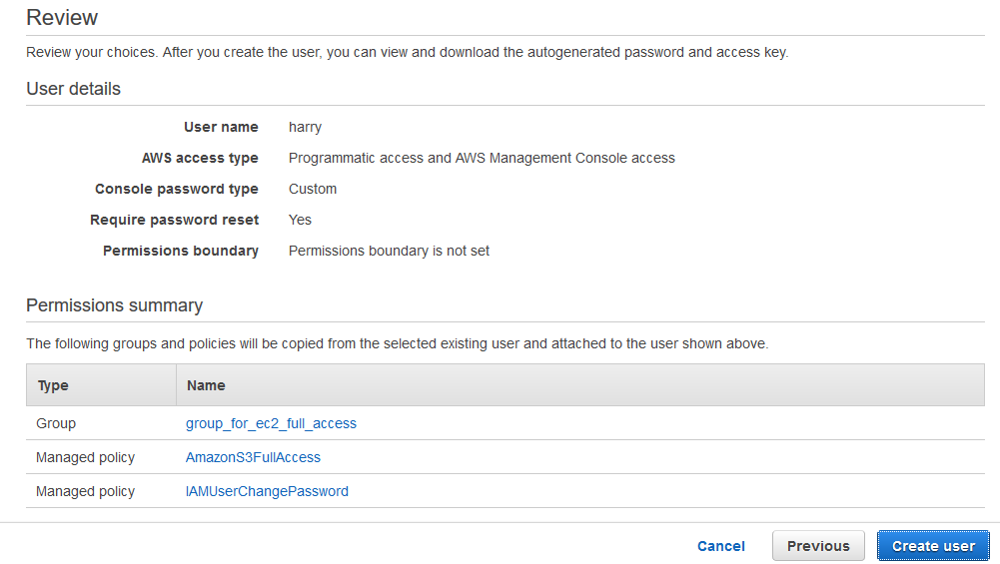 Review
Review your choices. After you create the user, you can view and download the autogenerated password and access key.
User details
User name harry
AWS access type Programmatic access and AWS Management Console access
Console password type Custom
Require password reset Yes
Permissions boundary Permissions boundary is not set
Permissions summary
The following groups and policies will be copied from the selected existing user and attached to the user shown above.
Type Name
Group group_for_ec2_full_access
Managed policy AmazonS3FullAccess
Managed policy IAMUserChangePassword
Cancel Previous Create user